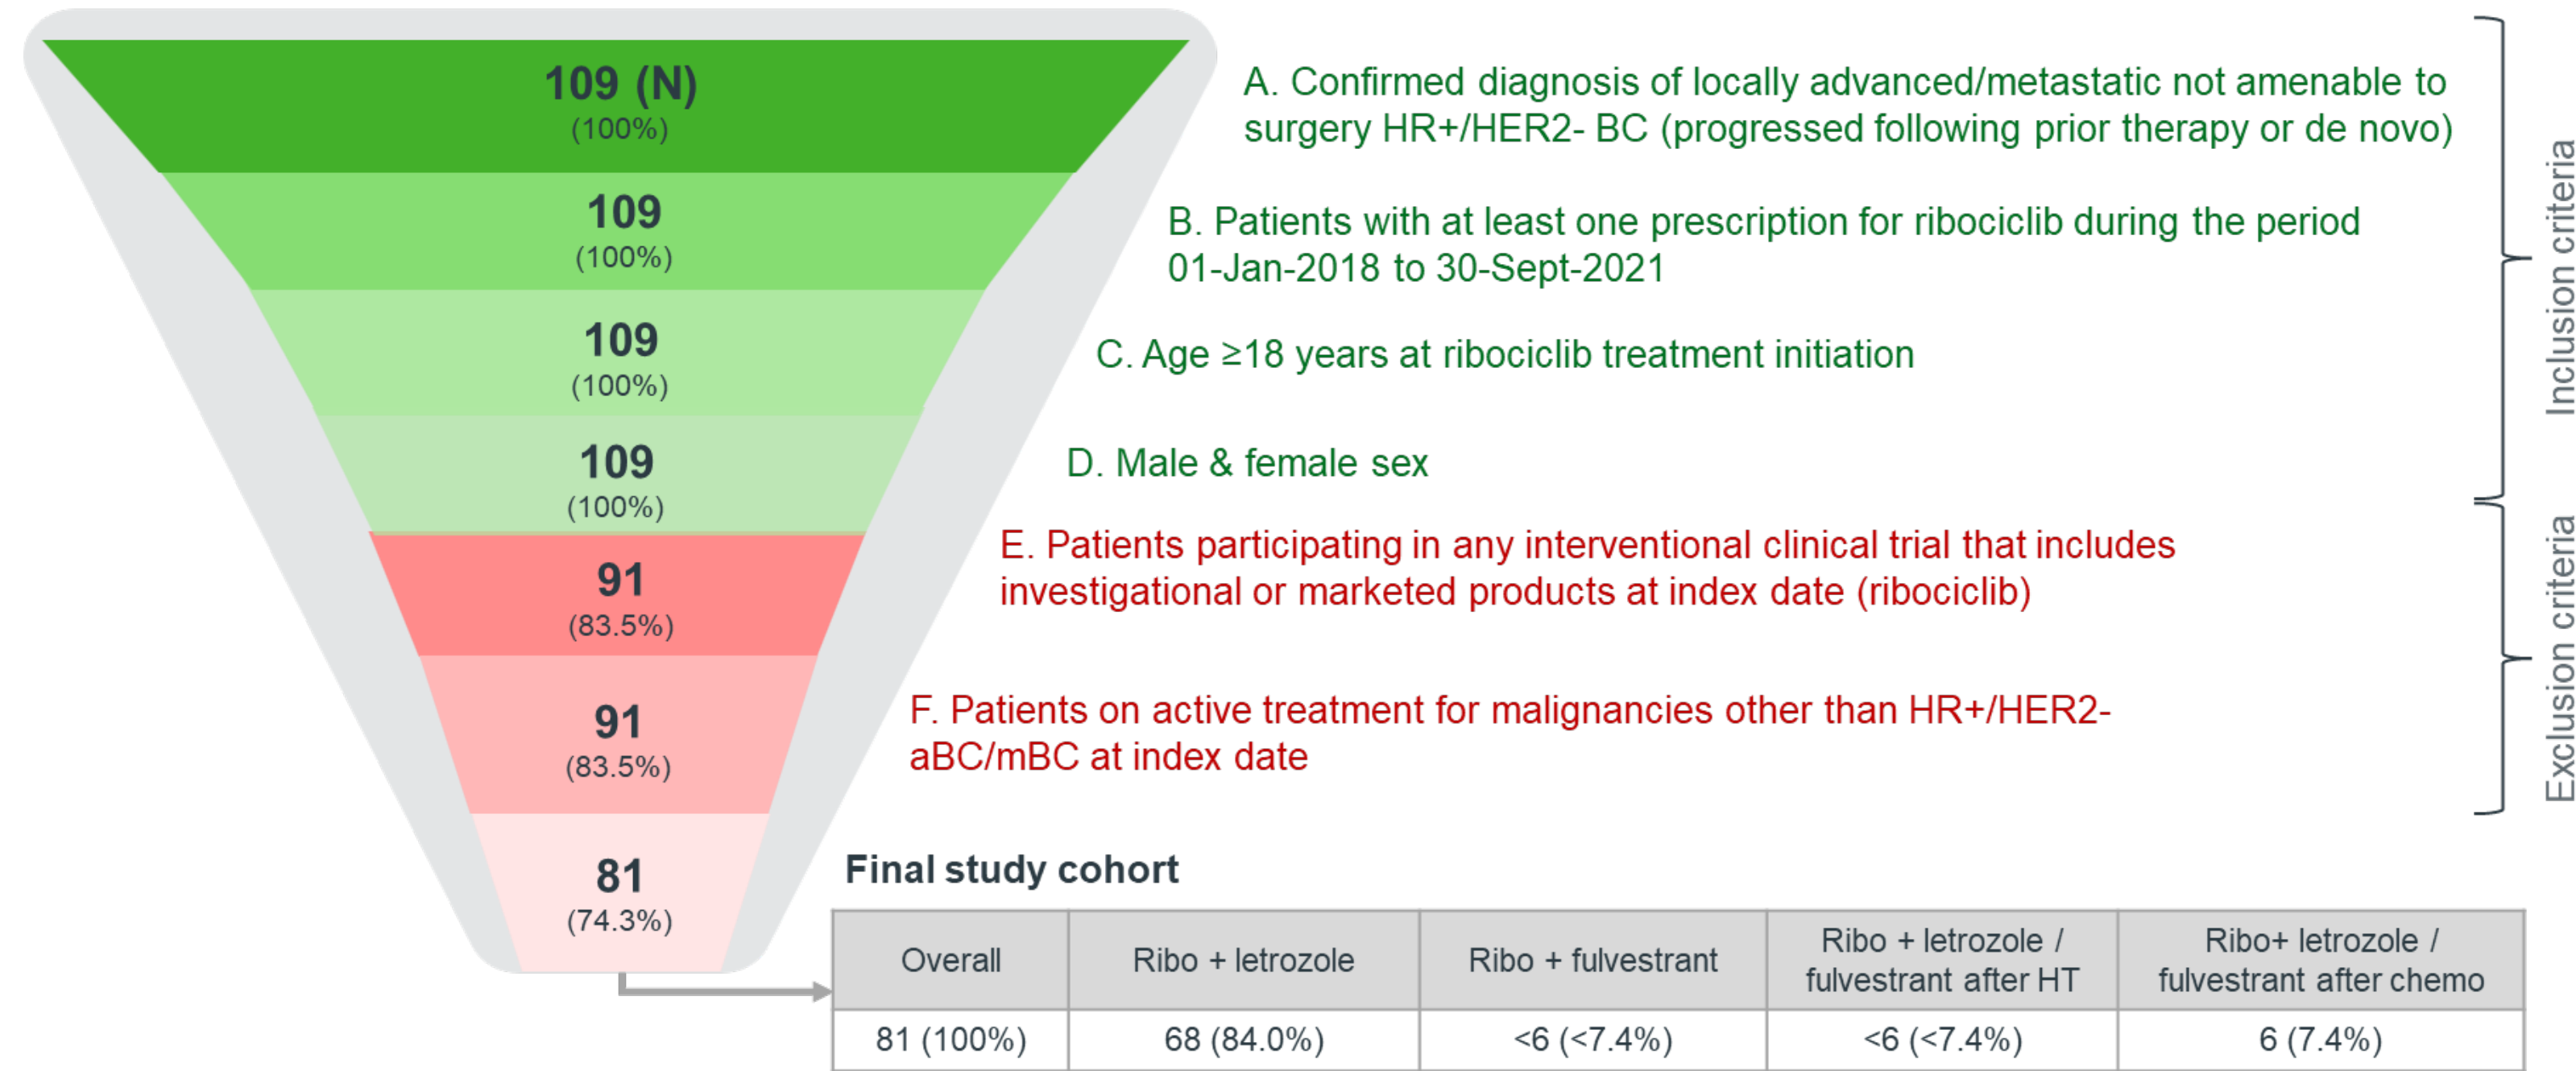 109 (N)
(100%)
A. Confirmed diagnosis of locally advanced/metastatic not amenable to
surgery HR+/HER2- BC (progressed following prior therapy or de novo)
109
(100%)
B. Patients with at least one prescription for ribociclib during the period
01-Jan-2018 to 30-Sept-2021
109
(100%)
C. Age ≥18 years at ribociclib treatment initiation
109
(100%)
D. Male & female sex
Inclusion criteria
91
(83.5%)
E. Patients participating in any interventional clinical trial that includes
investigational or marketed products at index date (ribociclib)
91
(83.5%)
F. Patients on active treatment for malignancies other than HR+/HER2-
aBC/mBC at index date
Exclusion criteria
81
(74.3%)
Final study cohort
Overall
Ribo + letrozole
Ribo + fulvestrant
Ribo + letrozole /
fulvestrant after HT
Ribo+ letrozole /
fulvestrant after chemo
81 (100%)
68 (84.0%)
<6 (<7.4%)
<6 (<7.4%)
6 (7.4%)